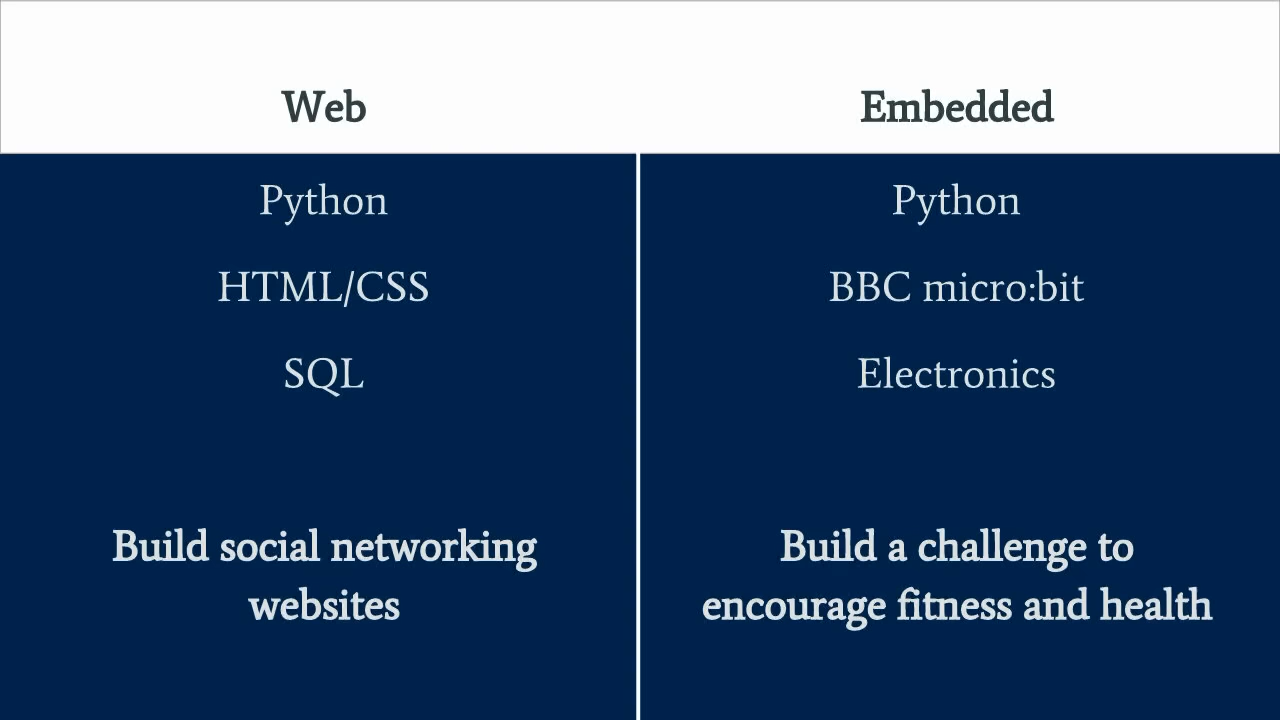 Web
Embedded
Python
HTML/CSS
SQL
Build social networking
websites
Python
BBC micro:bit
Electronics
Build a challenge to
encourage fitness and health